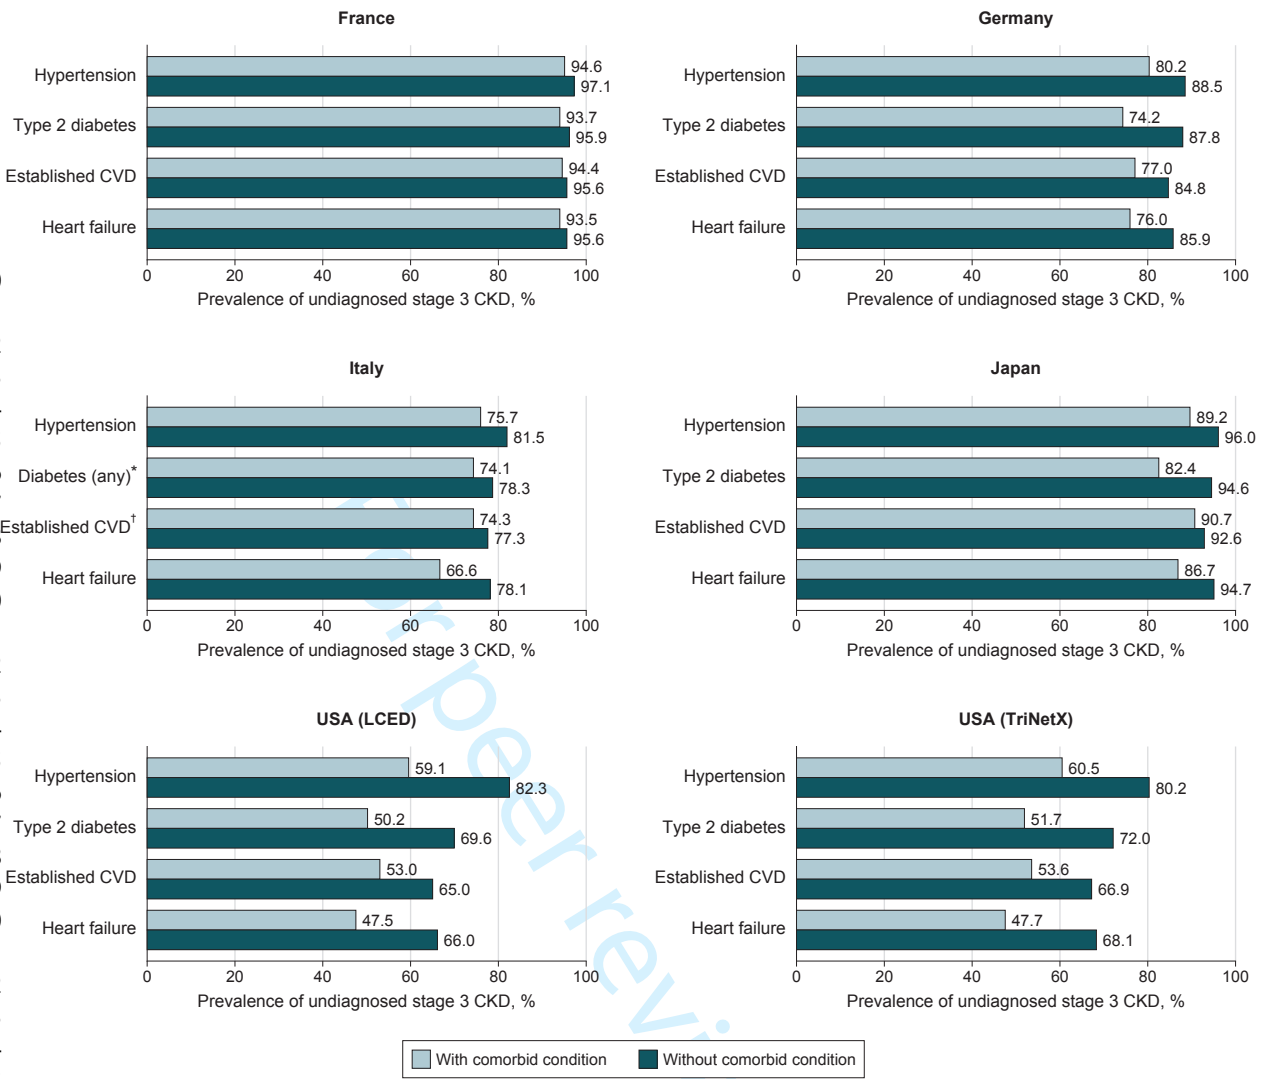 France
Hypertension
94.6
97.1
Type 2 diabetes
93.7
95.9
Established CVD
94.4
95.6
Heart failure
93.5
95.6
0 20 40 60 80 100
Prevalence of undiagnosed stage 3 CKD, %
Germany
Hypertension
80.2
88.5
Type 2 diabetes
74.2
87.8
Established CVD
77.0
84.8
Heart failure
76.0
85.9
0 20 40 60 80 100
Prevalence of undiagnosed stage 3 CKD, %
Italy
Hypertension
75.7
81.5
Diabetes (any)*
74.1
78.3
Established CVD†
74.3
77.3
Heart failure
66.6
78.1
0 20 40 60 80 100
Prevalence of undiagnosed stage 3 CKD, %
Japan
Hypertension
89.2
96.0
Type 2 diabetes
82.4
94.6
Established CVD
90.7
92.6
Heart failure
86.7
94.7
0 20 40 60 80 100
Prevalence of undiagnosed stage 3 CKD, %
USA (LCED)
Hypertension
59.1
82.3
Type 2 diabetes
50.2
69.6
Established CVD
53.0
65.0
Heart failure
47.5
66.0
0 20 40 60 80 100
Prevalence of undiagnosed stage 3 CKD, %
USA (TriNetX)
Hypertension
60.5
80.2
Type 2 diabetes
51.7
72.0
Established CVD
53.6
66.9
Heart failure
47.7
68.1
0 20 40 60 80 100
Prevalence of undiagnosed stage 3 CKD, %
With comorbid condition Without comorbid condition
peer